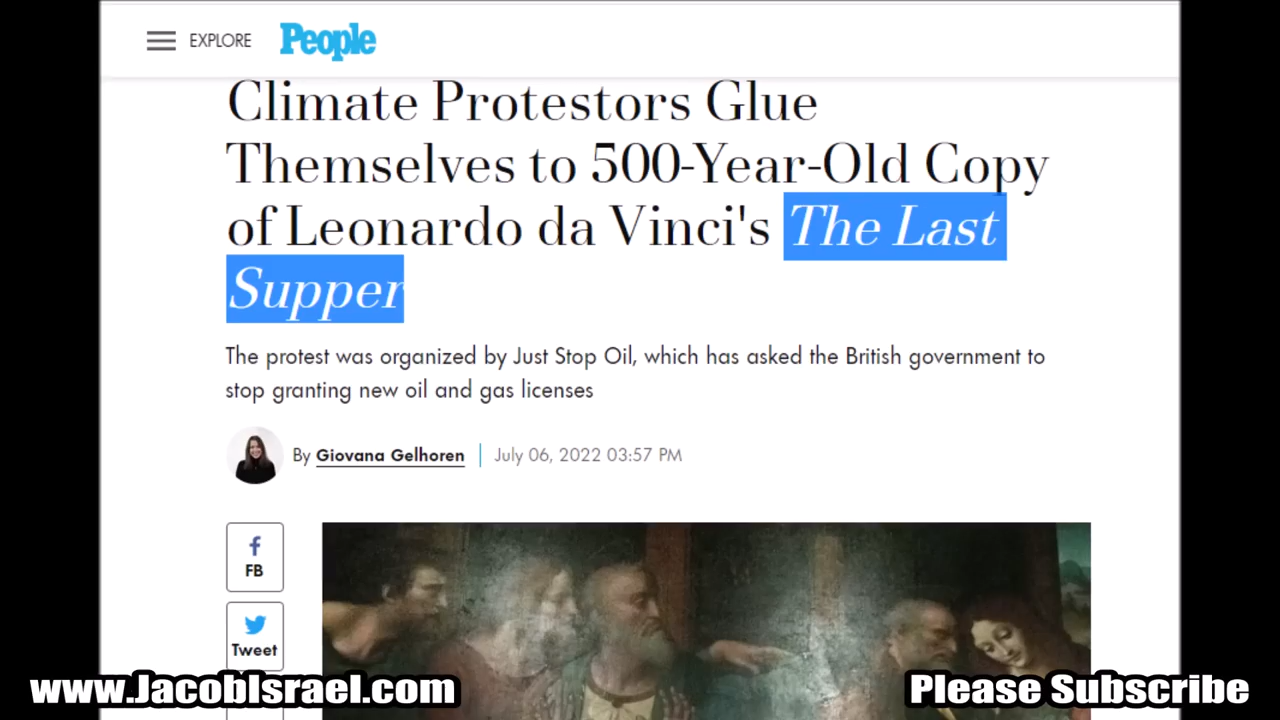 EXPLORE People
Climate Protestors Glue
Themselves to 500-Year-Old Copy
of Leonardo da Vinci's The Last
Supper
The protest was organized by Just Stop Oil, which has asked the British government to
stop granting new oil and gas licenses
By Giovana Gelhoren | July 06, 2022 03:57 PM
FB
Tweet
www.JacobIsrael.com Please Subscribe